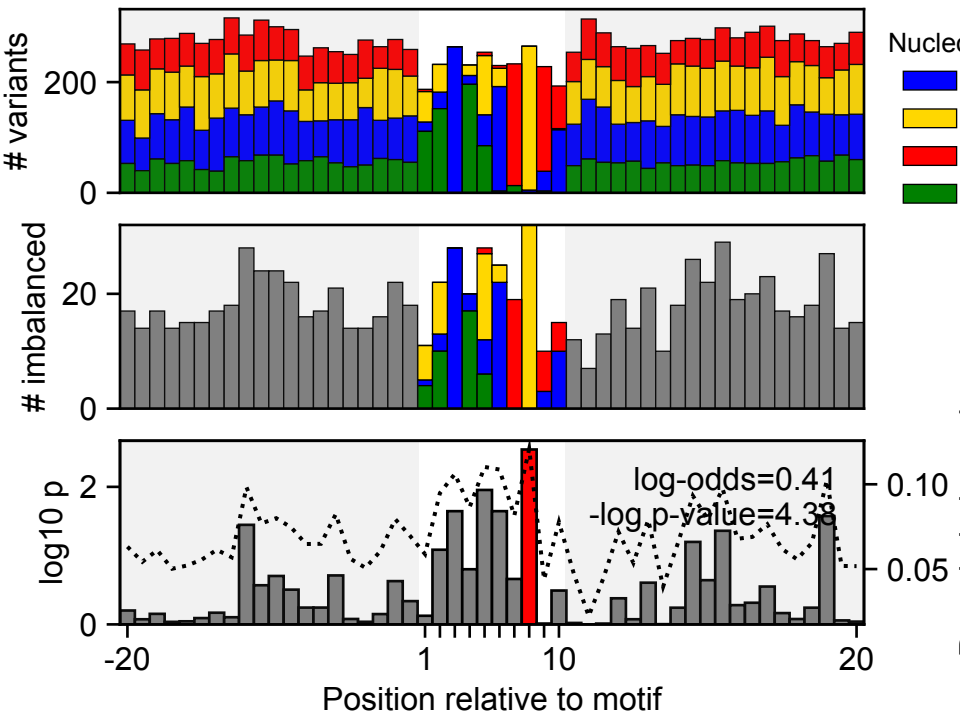 # variants
200
0
Nucleo
# imbalanced
20
0
log10 p
2
0
log-odds=0.41
-log p-value=4.38
0.10
0.05
-20
1
10
20
Position relative to motif